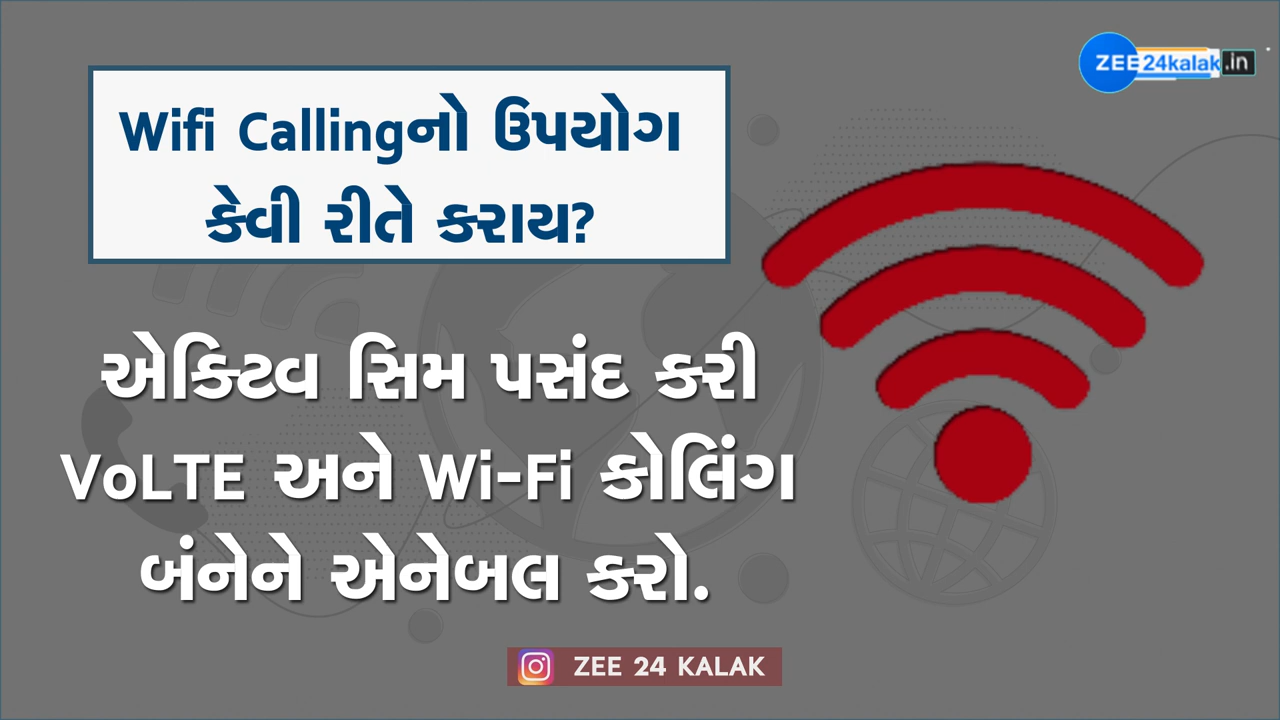 ZEE24kalak.in
Wifi Callingનો ઉપયોગ
કેવી રીતે કરાય?
એક્ટિવ સિમ પસંદ કરી
VoLTE અને Wi-Fi કોલિંગ
બંનેને એનેબલ કરો.
ZEE 24 KALAK